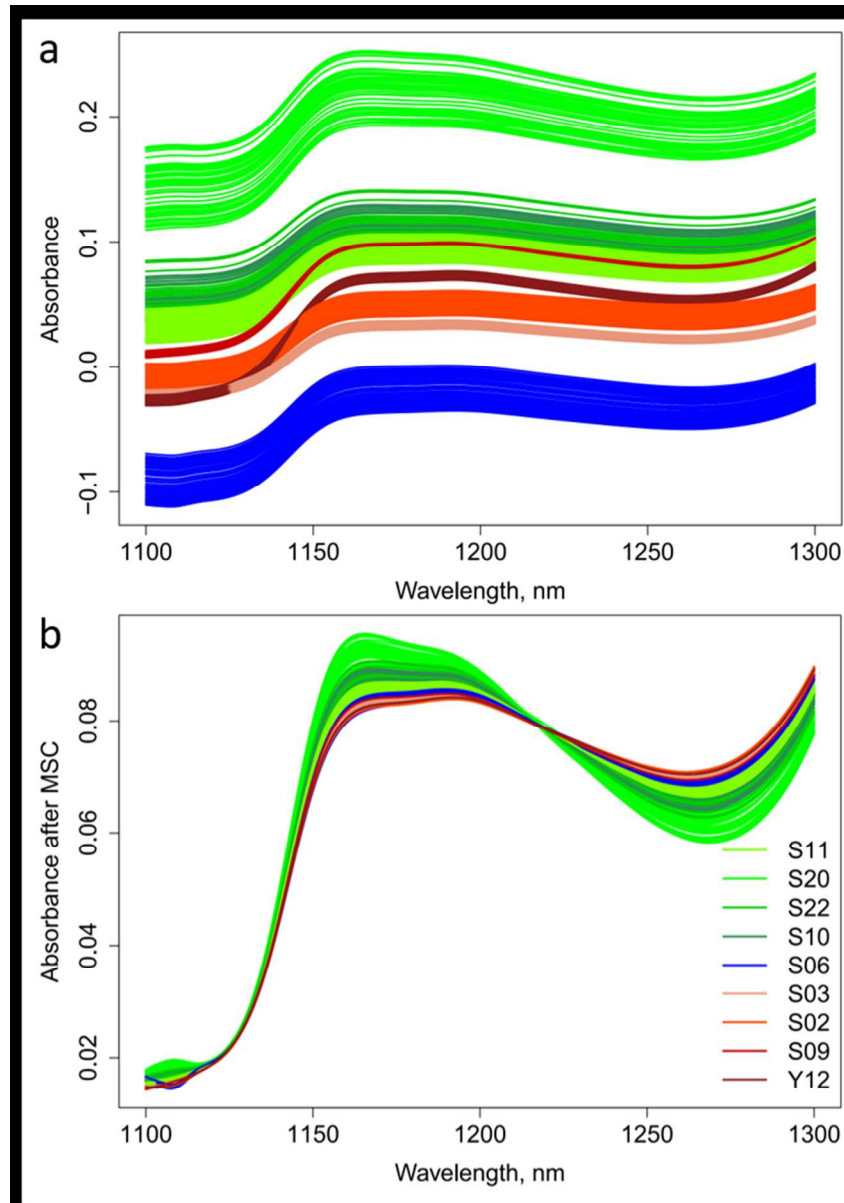 a
0.2
0.1
0.0
−0.1
Absorbance
1100 1150 1200 1250 1300
Wavelength, nm
b
0.08
0.06
0.04
0.02
Absorbance after MSC
S11
S20
S22
S10
S06
S03
S02
S09
Y12
1100 1150 1200 1250 1300
Wavelength, nm